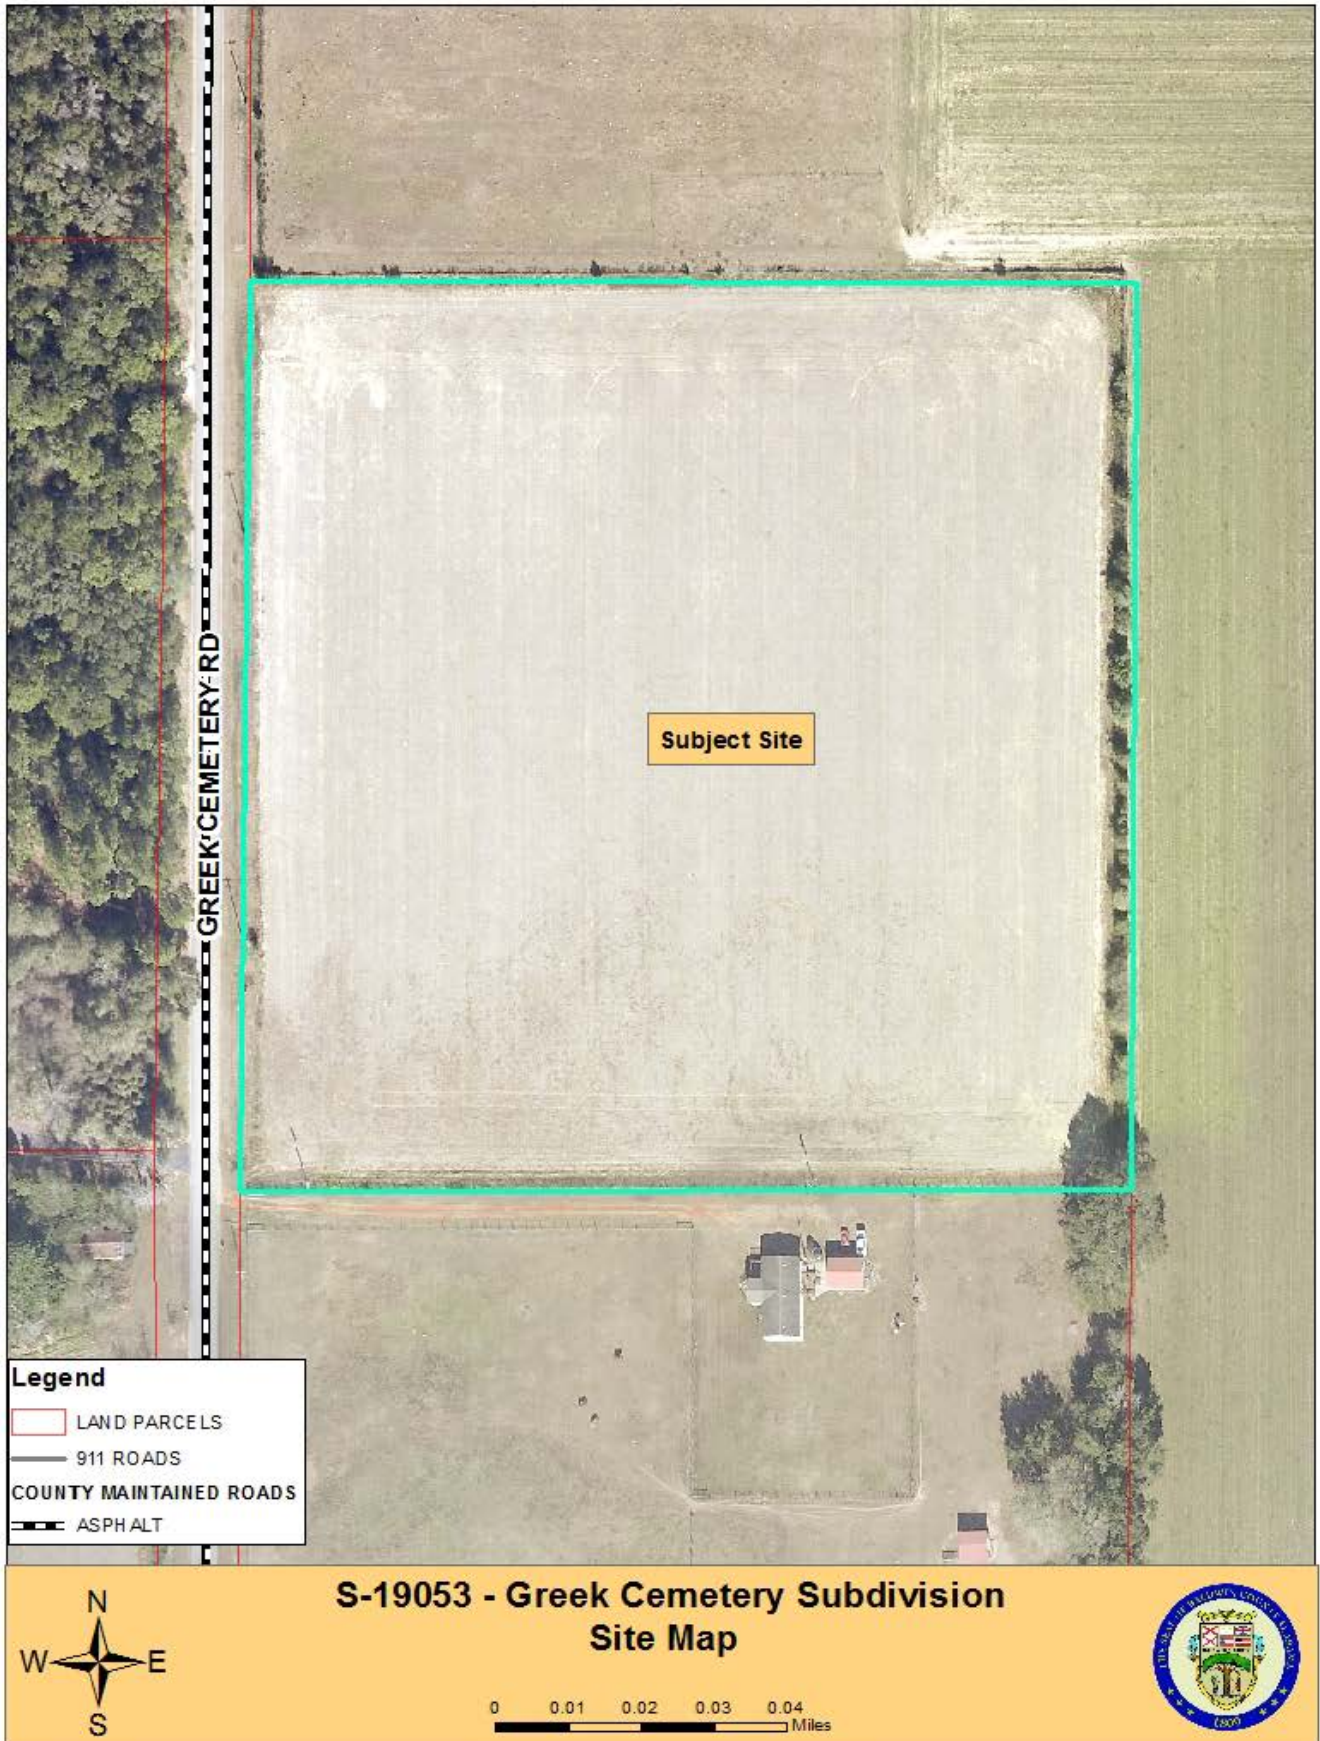 GREEK CEMETERY RD
Subject Site
Legend
LAND PARCELS
911 ROADS
COUNTY MAINTAINED ROADS
ASPHALT
N
W E
S
S-19053 - Greek Cemetery Subdivision
Site Map
0 0.01 0.02 0.03 0.04
Miles